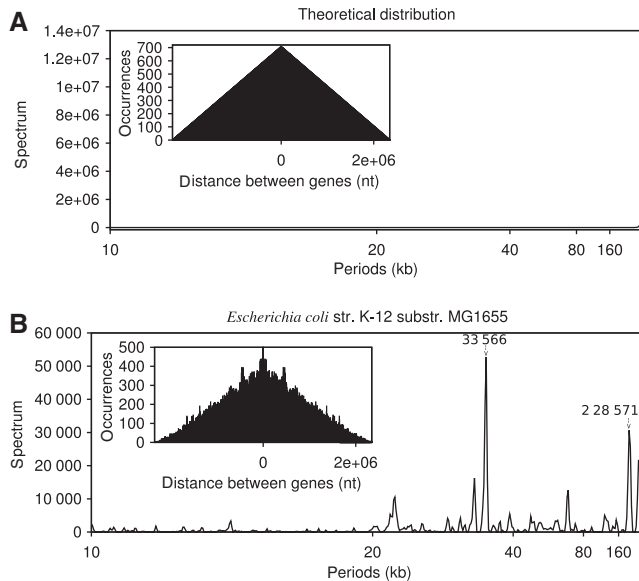 A
Theoretical distribution
1.4e+07
1.2e+07
1e+07
8e+06
6e+06
4e+06
2e+06
0
Spectrum
700
600
500
400
300
200
100
0
Occurrences
0 2e+06
Distance between genes (nt)
10 20 40 80 160
Periods (kb)
B
Escherichia coli str. K-12 substr. MG1655
60 000
50 000
40 000
30 000
20 000
10 000
0
Spectrum
500
400
300
200
100
0
Occurrences
0 2e+06
Distance between genes (nt)
33 566
2 28 571
10 20 40 80 160
Periods (kb)